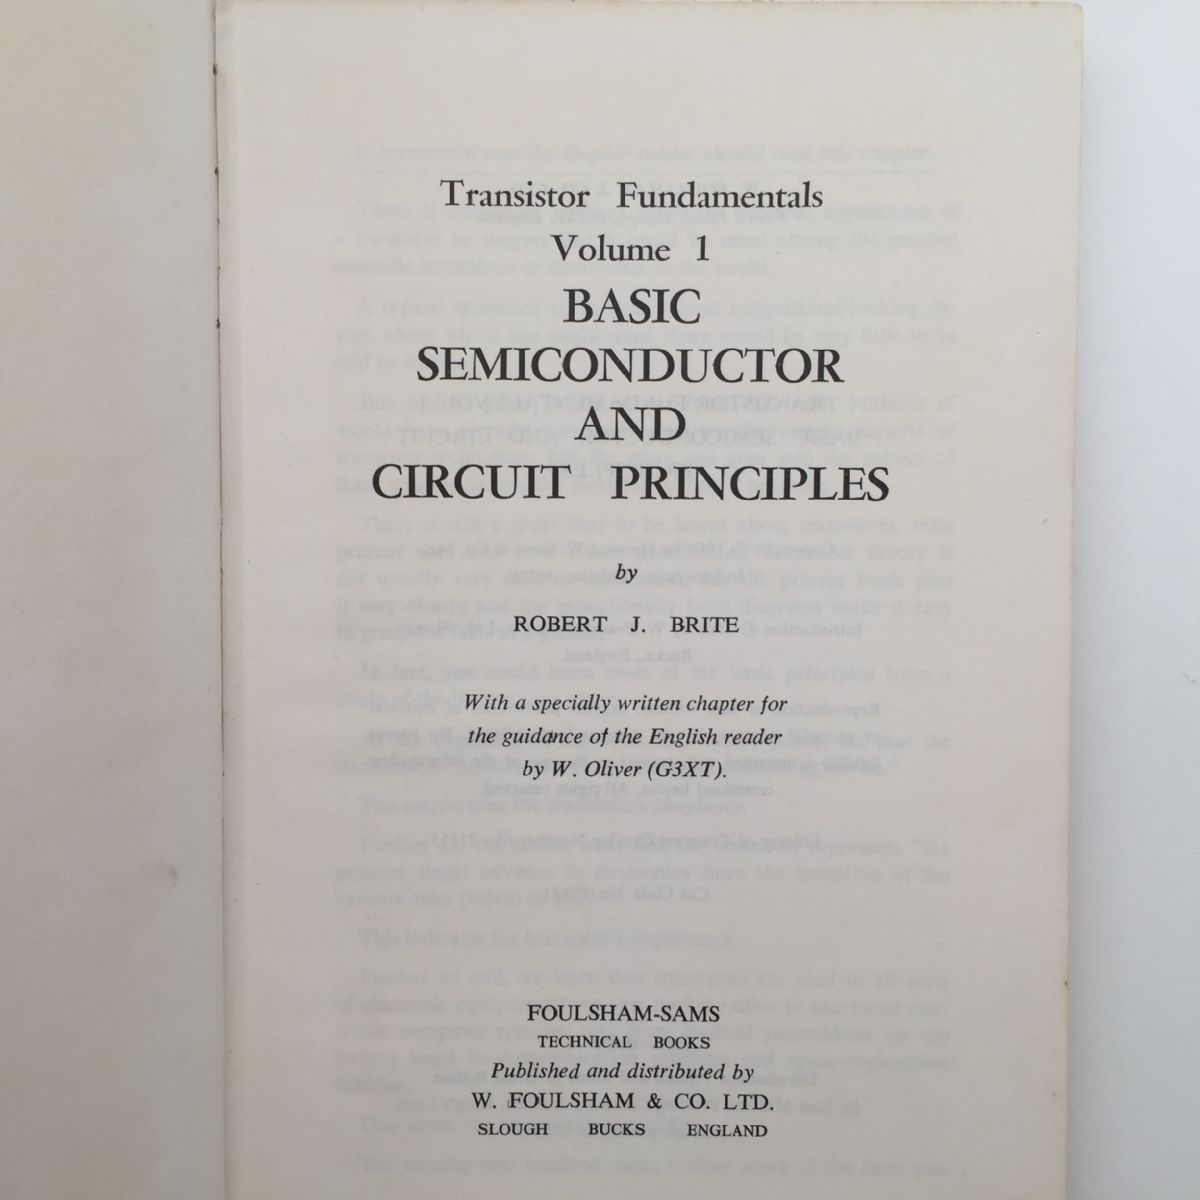 Transistor Fundamentals
Volume 1
BASIC
SEMICONDUCTOR
AND
CIRCUIT PRINCIPLES
by
ROBERT J. BRITE
With a specially written chapter for
the guidance of the English reader
by W. Oliver (G3XT).
FOULSHAM-SAMS
TECHNICAL BOOKS
Published and distributed by
W. FOULSHAM & CO. LTD.
SLOUGH BUCKS ENGLAND